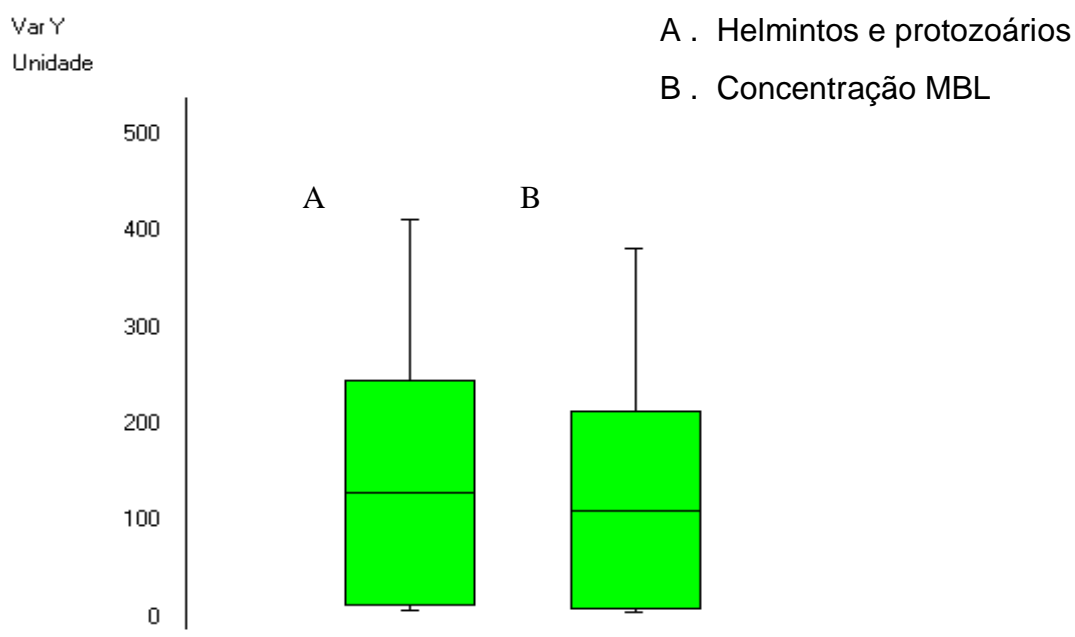 Var Y
Unidade
A . Helmintos e protozoários
B . Concentração MBL
500
A B
400
300
200
100
0